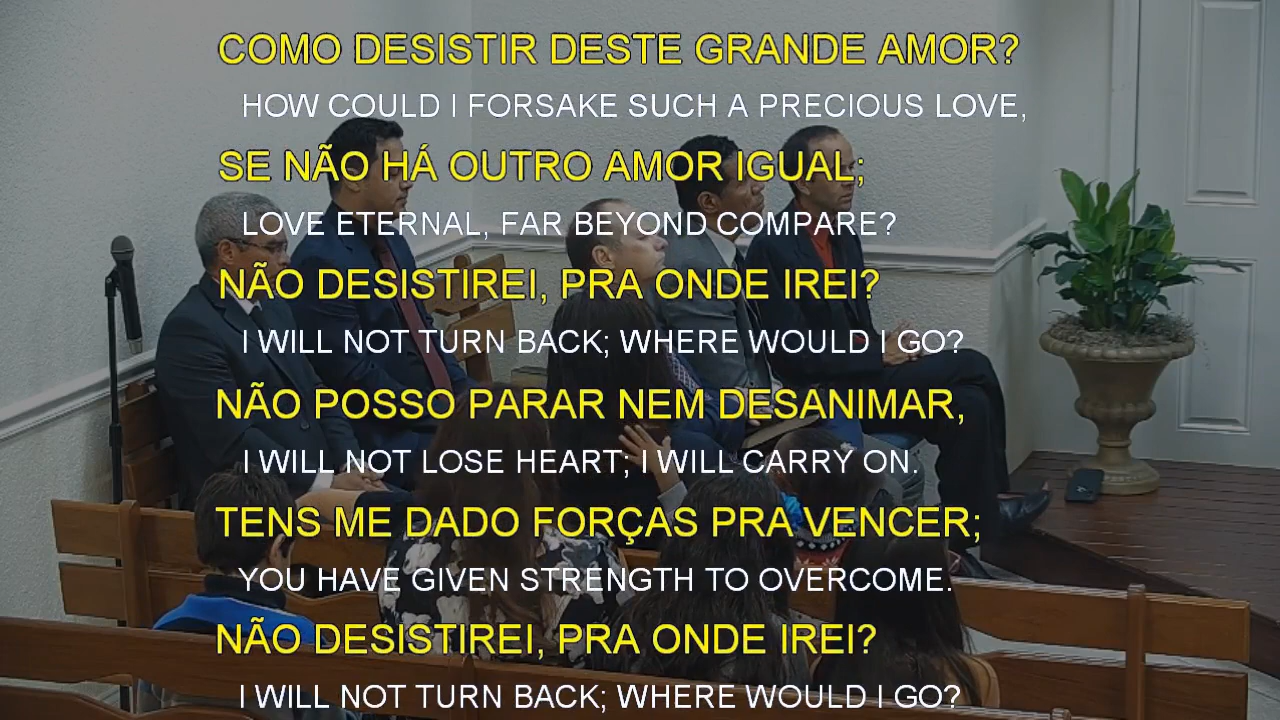 COMO DESISTIR DESTE GRANDE AMOR?
HOW COULD I FORSAKE SUCH A PRECIOUS LOVE,
SE NÃO HÁ OUTRO AMOR IGUAL;
LOVE ETERNAL, FAR BEYOND COMPARE?
NÃO DESISTIREI, PRA ONDE IREI?
I WILL NOT TURN BACK; WHERE WOULD I GO?
NÃO POSSO PARAR NEM DESANIMAR,
I WILL NOT LOSE HEART; I WILL CARRY ON.
TENS ME DADO FORÇAS PRA VENCER;
YOU HAVE GIVEN STRENGTH TO OVERCOME.
NÃO DESISTIREI, PRA ONDE IREI?
I WILL NOT TURN BACK; WHERE WOULD I GO?